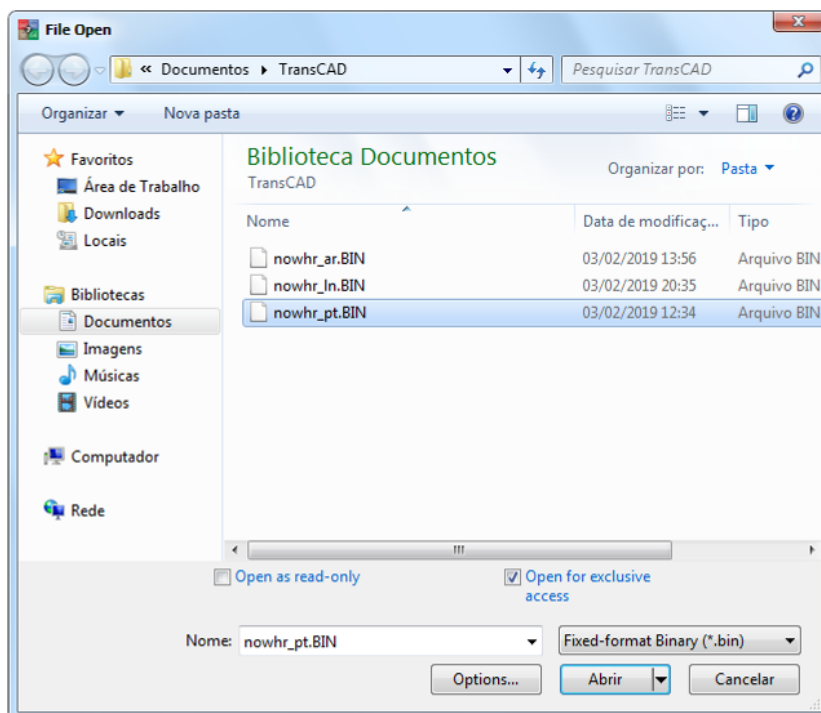 File Open
« Documentos ▸ TransCAD
Pesquisar TransCAD
Organizar
Nova pasta
Favoritos
Área de Trabalho
Downloads
Locais
Bibliotecas
Documentos
Imagens
Músicas
Vídeos
Computador
Rede
Biblioteca Documentos
TransCAD
Organizar por: Pasta
Nome Data de modificaç... Tipo
nowhr_ar.BIN 03/02/2019 13:56 Arquivo BIN
nowhr_ln.BIN 03/02/2019 20:35 Arquivo BIN
nowhr_pt.BIN 03/02/2019 12:34 Arquivo BIN
Open as read-only
Open for exclusive
access
Nome: nowhr_pt.BIN
Fixed-format Binary (*.bin)
Options...
Abrir
Cancelar